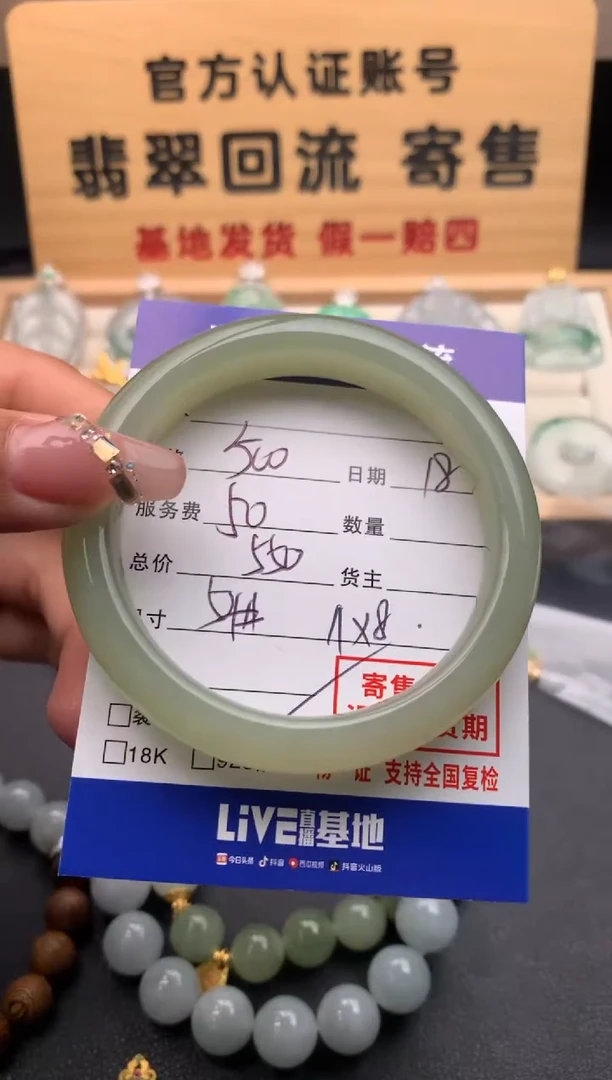 官方认证账号
翡翠回流 寄售
基地发货 假一赔四
500 日期 18
服务费 50 数量
总价 550 货主
寸 51# 1X8
寄售
货期
18K
证 支持全国复检
LiVE直播基地
今日头条 抖音 西瓜视频 抖音火山版